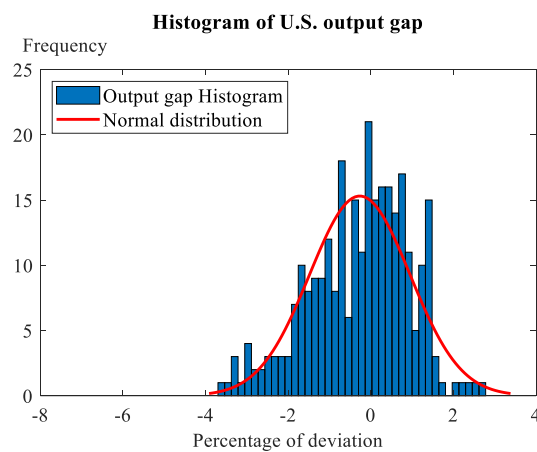 Histogram of U.S. output gap
Frequency
25
20
15
10
5
0
Output gap Histogram
Normal distribution
-8 -6 -4 -2 0 2 4
Percentage of deviation